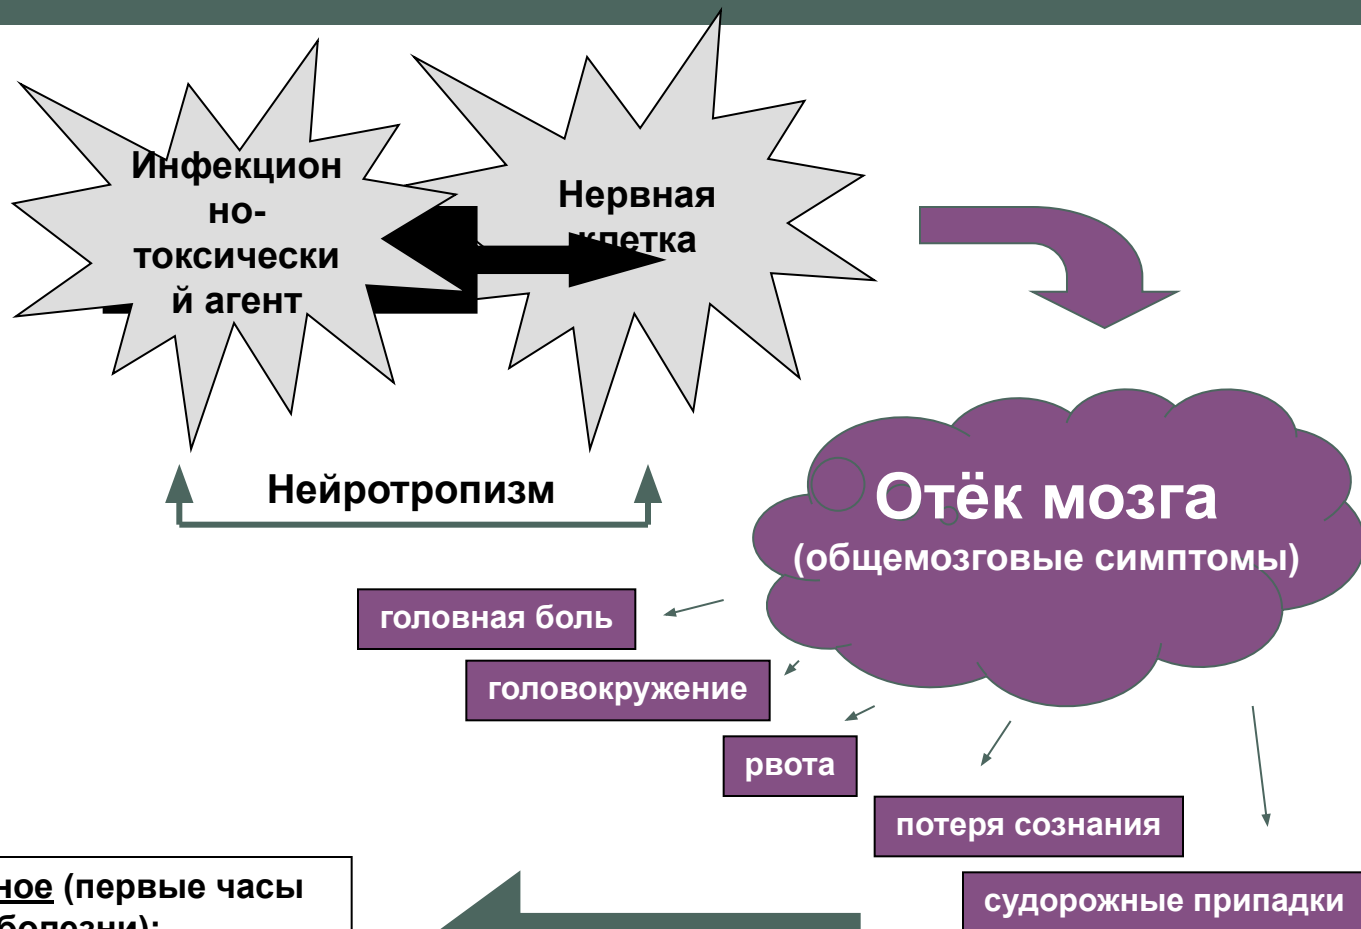 Инфекцион
но-
токсически
й агент
Нервная
клетка
Нейротропизм
Отёк мозга
(общемозговые симптомы)
головная боль
головокружение
рвота
потеря сознания
судорожные припадки
ное (первые часы
болезни):